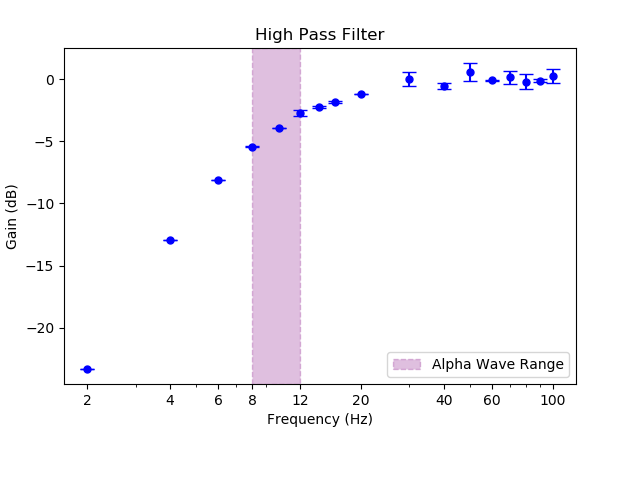 High Pass Filter
Gain (dB)
0
−5
−10
−15
−20
Alpha Wave Range
2 4 6 8 12 20 40 60 100
Frequency (Hz)